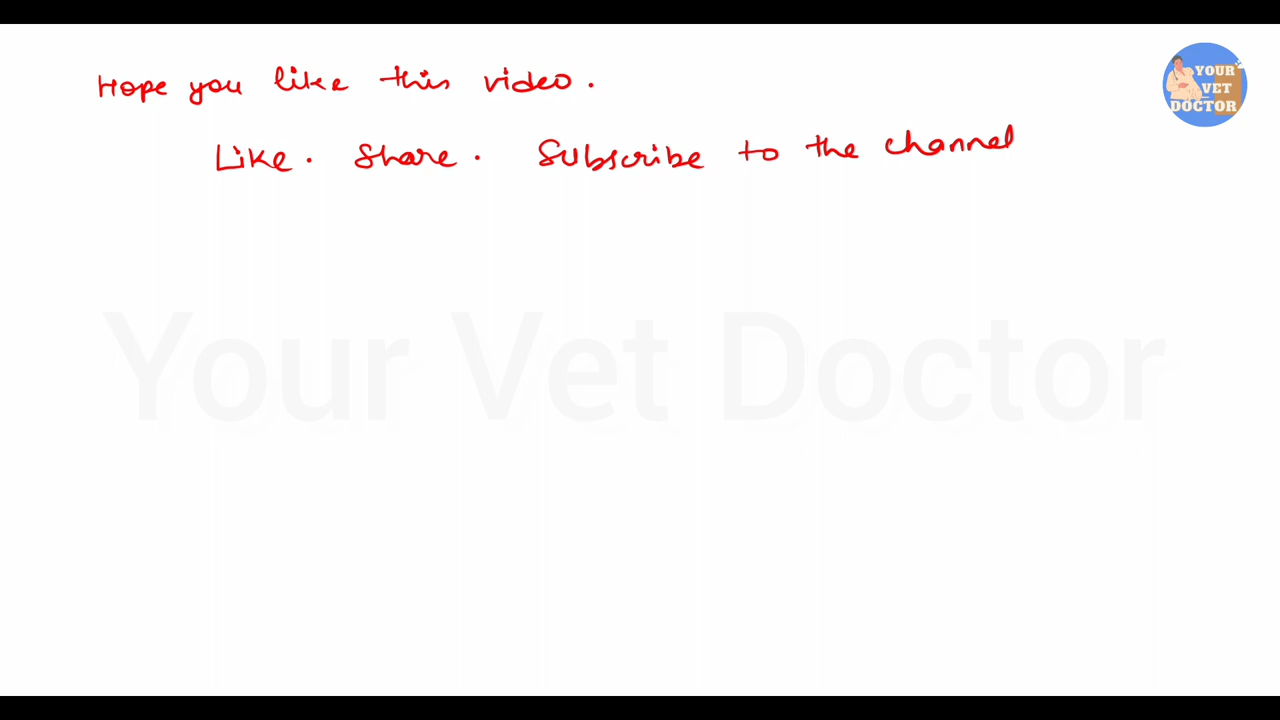 Hope you like this video.
Like. Share. Subscribe to the channel
YOUR
VET
DOCTOR
Your Vet Doctor